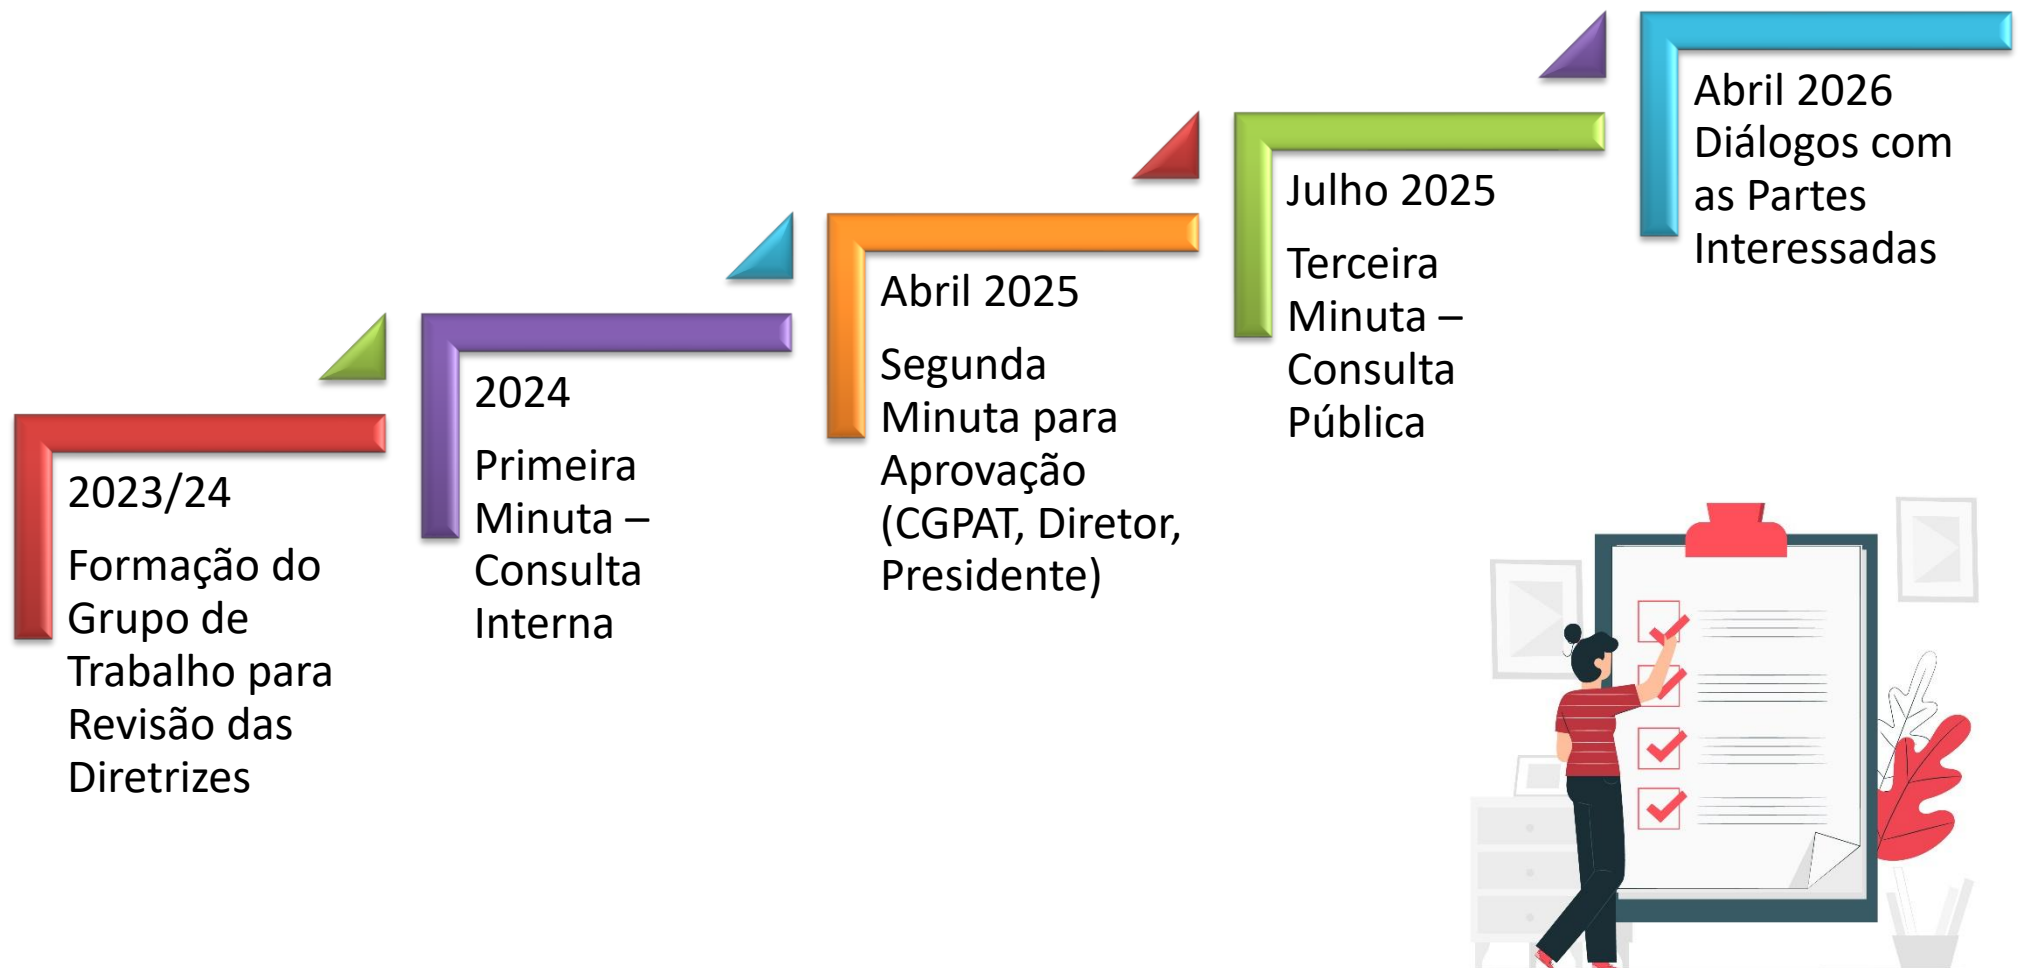 2023/24
Formação do
Grupo de
Trabalho para
Revisão das
Diretrizes
2024
Primeira
Minuta –
Consulta
Interna
Abril 2025
Segunda
Minuta para
Aprovação
(CGPAT, Diretor,
Presidente)
Julho 2025
Terceira
Minuta –
Consulta
Pública
Abril 2026
Diálogos com
as Partes
Interessadas